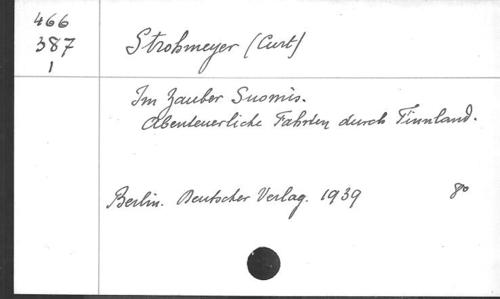 466
387
1
Strohmeyer (Curt)
Im Zauber Suomis.
Abenteuerliche Fahrten durch Finnland.
Berlin. Deutscher Verlag. 1939 8°